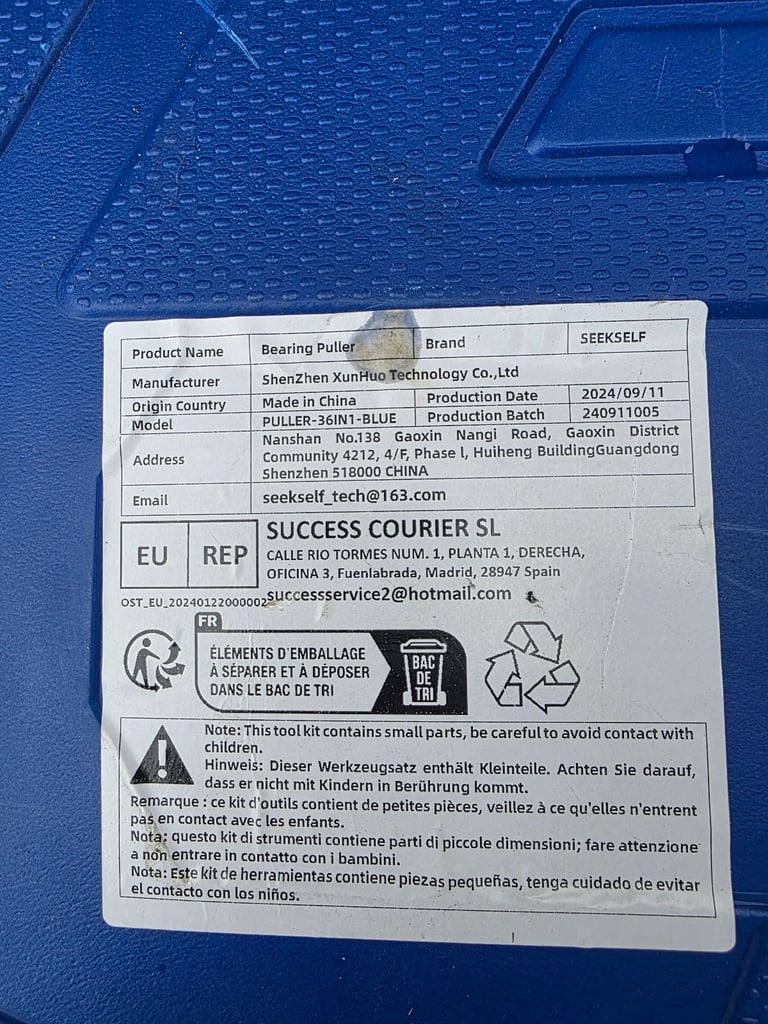 Product Name Bearing Puller Brand SEEKSELF
Manufacturer ShenZhen XunHuo Technology Co.,Ltd
Origin Country Made in China Production Date 2024/09/11
Model PULLER-36IN1-BLUE Production Batch 240911005
Address Nanshan No.138 Gaoxin Nangi Road, Gaoxin District
Community 4212, 4/F, Phase l, Huiheng BuildingGuangdong
Shenzhen 518000 CHINA
Email seekself_tech@163.com
EU REP SUCCESS COURIER SL
CALLE RIO TORMES NUM. 1, PLANTA 1, DERECHA,
OFICINA 3, Fuenlabrada, Madrid, 28947 Spain
OST_EU_20240122000002 successservice2@hotmail.com
FR
ÉLÉMENTS D'EMBALLAGE
À SÉPARER ET À DÉPOSER
DANS LE BAC DE TRI
BAC
DE
TRI
Note: This tool kit contains small parts, be careful to avoid contact with
children.
Hinweis: Dieser Werkzeugsatz enthält Kleinteile. Achten Sie darauf,
dass er nicht mit Kindern in Berührung kommt.
Remarque : ce kit d'outils contient de petites pièces, veillez à ce qu'elles n'entrent
pas en contact avec les enfants.
Nota: questo kit di strumenti contiene parti di piccole dimensioni; fare attenzione
a non entrare in contatto con i bambini.
Nota: Este kit de herramientas contiene piezas pequeñas, tenga cuidado de evitar
el contacto con los niños.